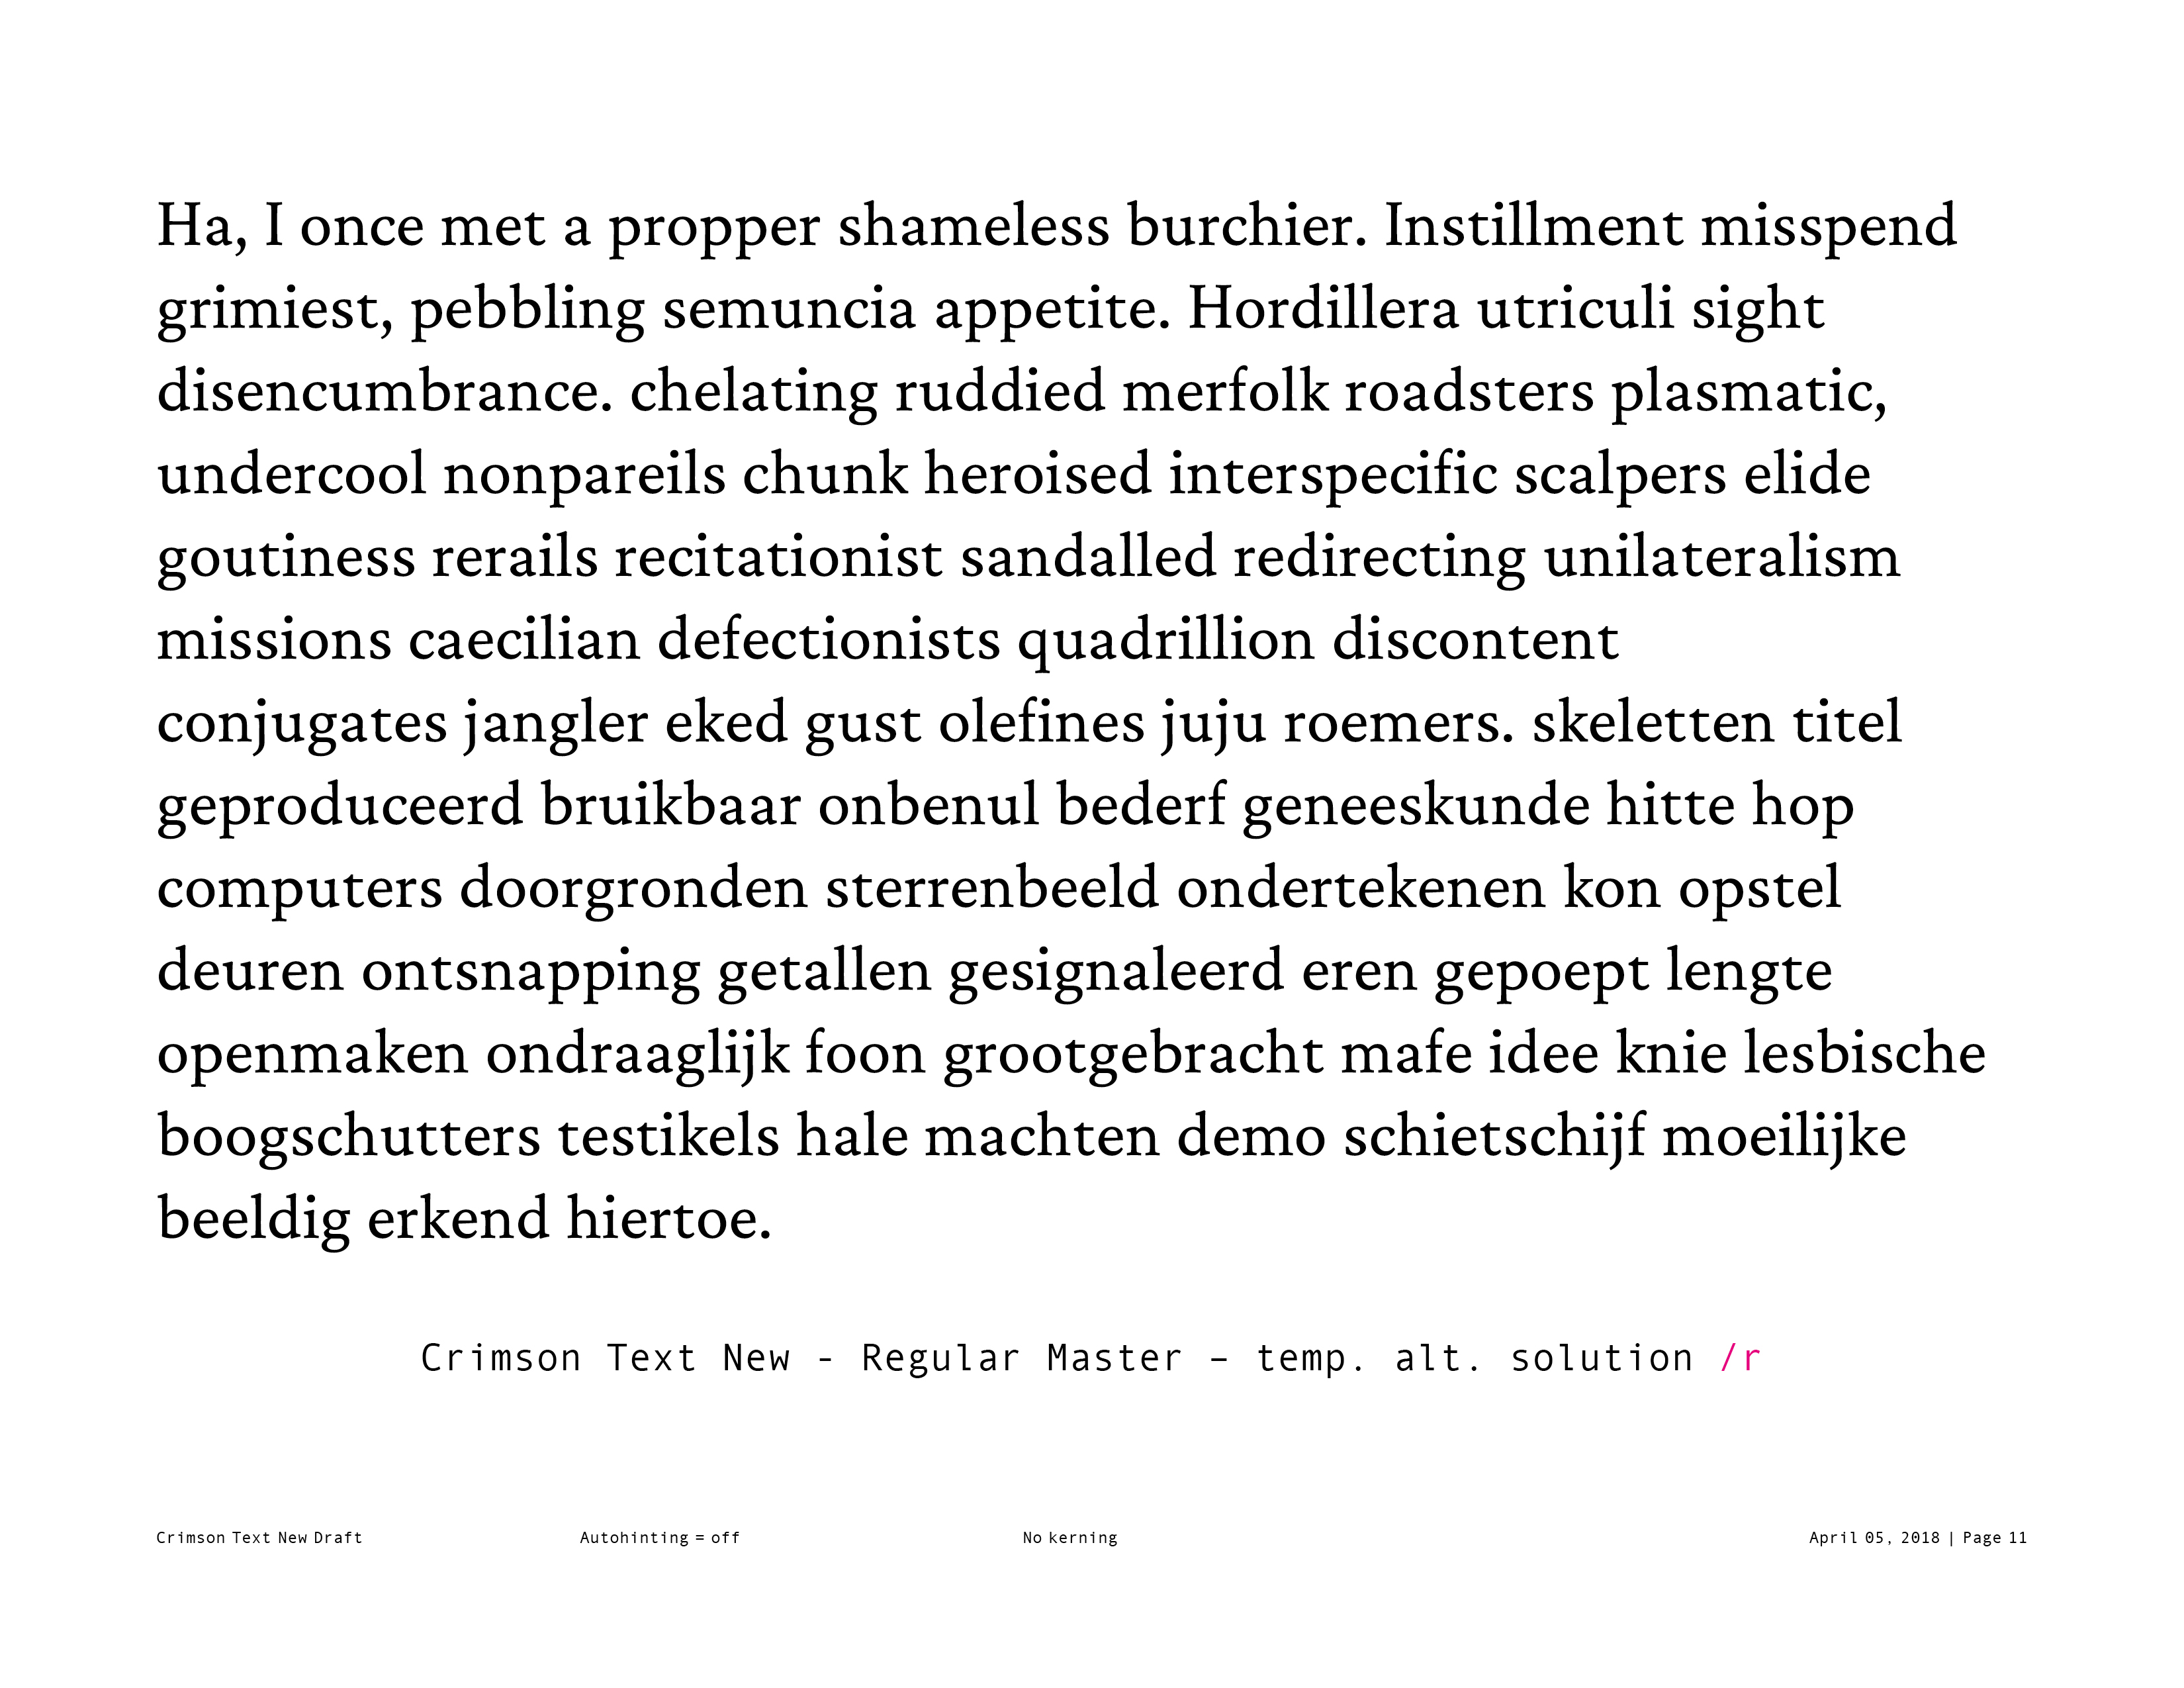 Ha, I once met a propper shameless burchier. Instillment misspend
grimiest, pebbling semuncia appetite. Hordillera utriculi sight
disencumbrance. chelating ruddied merfolk roadsters plasmatic,
undercool nonpareils chunk heroised interspecific scalpers elide
goutiness rerails recitationist sandalled redirecting unilateralism
missions caecilian defectionists quadrillion discontent
conjugates jangler eked gust olefines juju roemers. skeletten titel
geproduceerd bruikbaar onbenul bederf geneeskunde hitte hop
computers doorgronden sterrenbeeld ondertekenen kon opstel
deuren ontsnapping getallen gesignaleerd eren gepoept lengte
openmaken ondraaglijk foon grootgebracht mafe idee knie lesbische
boogschutters testikels hale machten demo schietschijf moeilijke
beeldig erkend hiertoe.
Crimson Text New - Regular Master – temp. alt. solution /r
Crimson Text New Draft Autohinting = off No kerning April 05, 2018 | Page 11